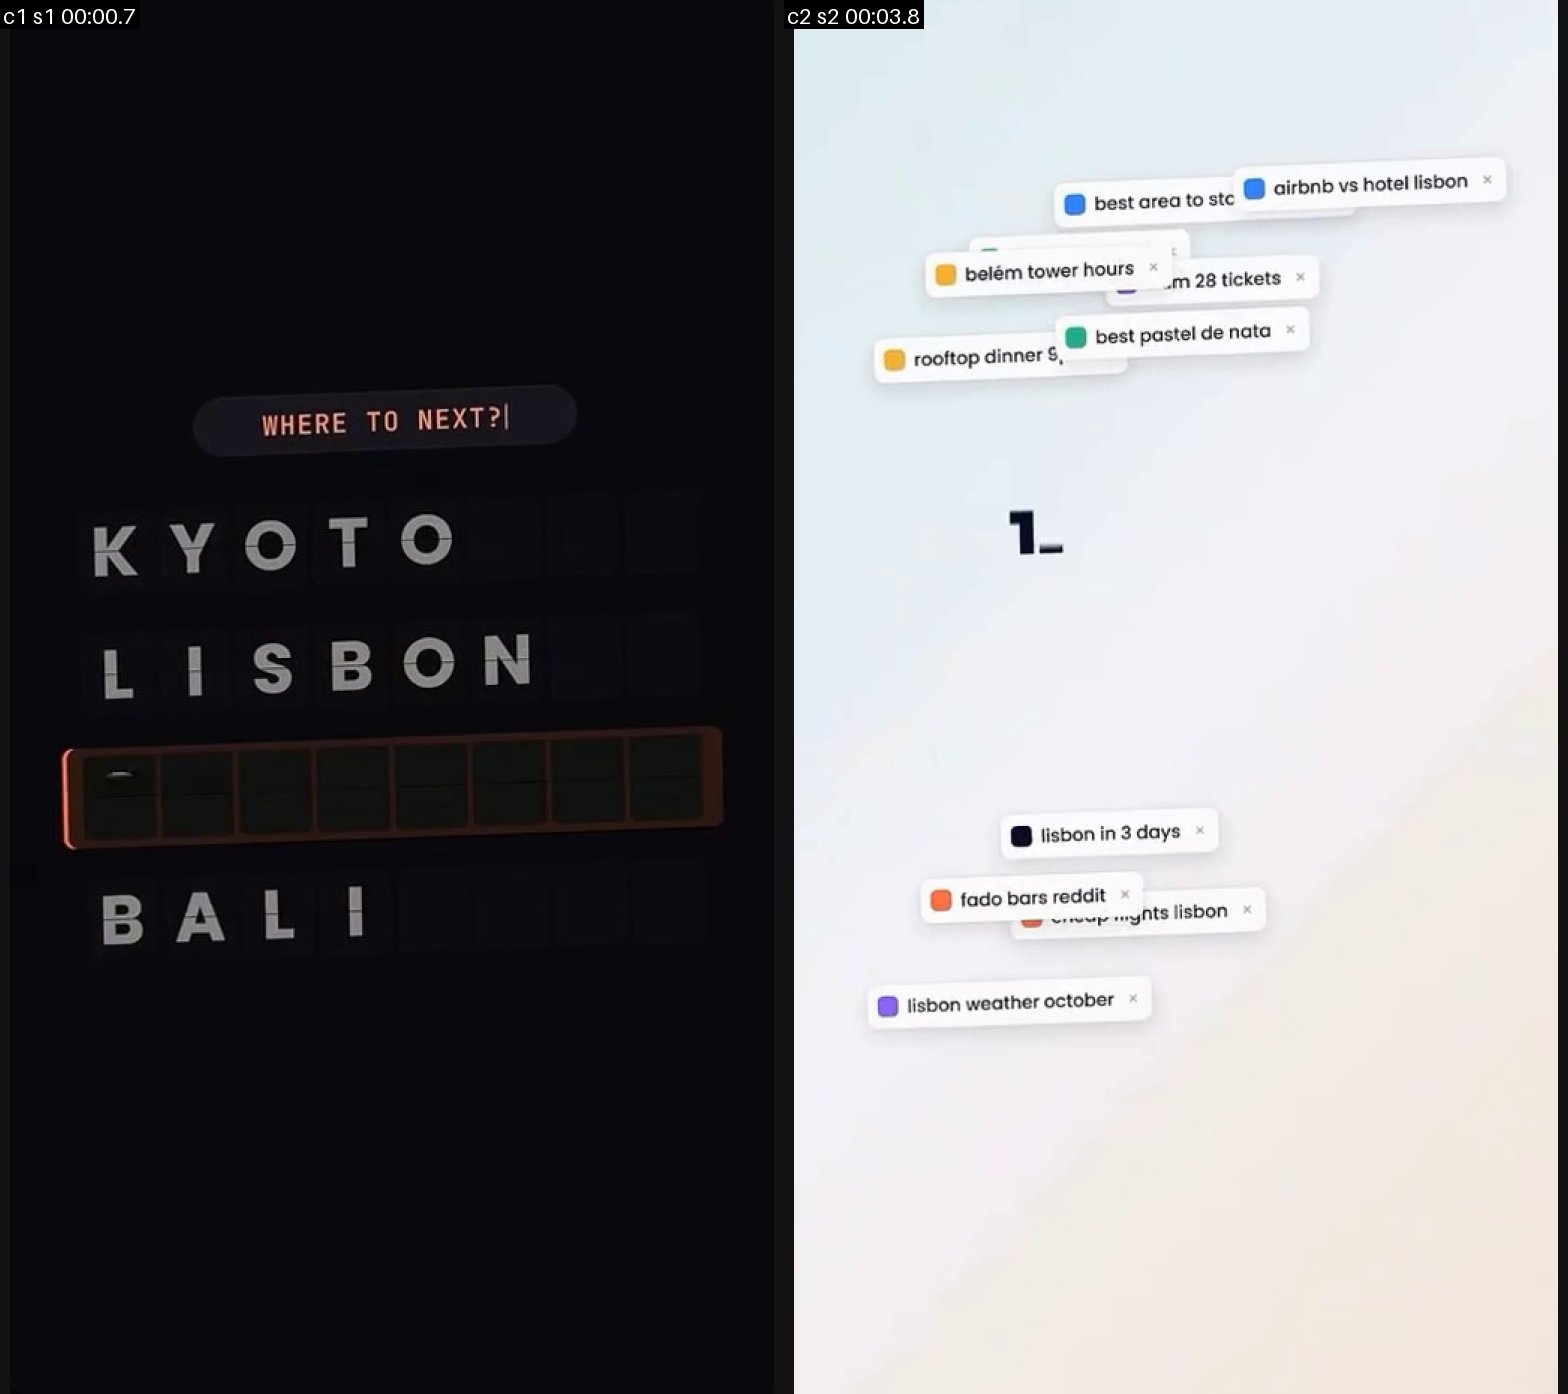 c1 s1 00:00.7
WHERE TO NEXT?
KYOTO
LISBON
BALI
c2 s2 00:03.8
best area to
airbnb vs hotel lisbon ×
belém tower hours ×
28 tickets ×
best pastel de nata ×
rooftop dinner
1_
lisbon in 3 days ×
fado bars reddit ×
lisbon ×
lisbon weather october ×